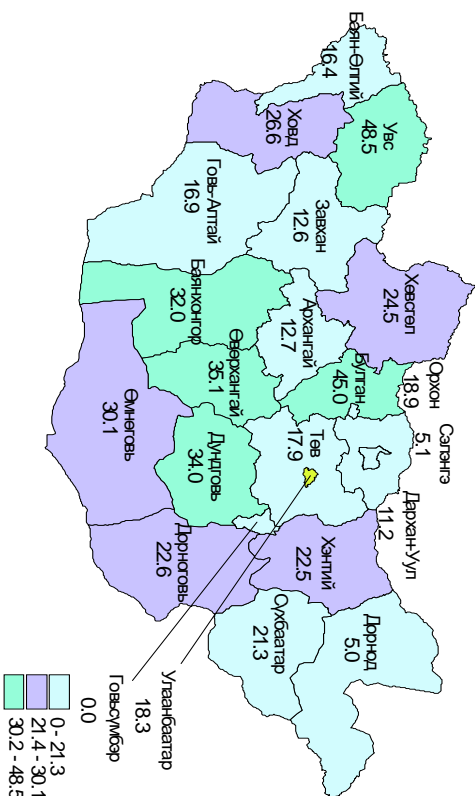 Баян-Өлгий
16.4
Увс
48.5
Ховд
26.6
Говь-Алтай
16.9
Завхан
12.6
Хөвсгөл
24.5
Баянхонгор
32.0
Архангай
12.7
Өверхангай
35.1
Булган
45.0
Орхон
18.9
Сэлэнгэ
5.1
Дархан-Уул
11.2
Төв
17.9
Өмнөговь
30.1
Дундговь
34.0
Дорноговь
22.6
Хэнтий
22.5
Сүхбаатар
21.3
Дорнод
5.0
Улаанбаатар
18.3
Говьсүмбэр
0.0
0 - 21.3
21.4 - 30.1
30.2 - 48.5